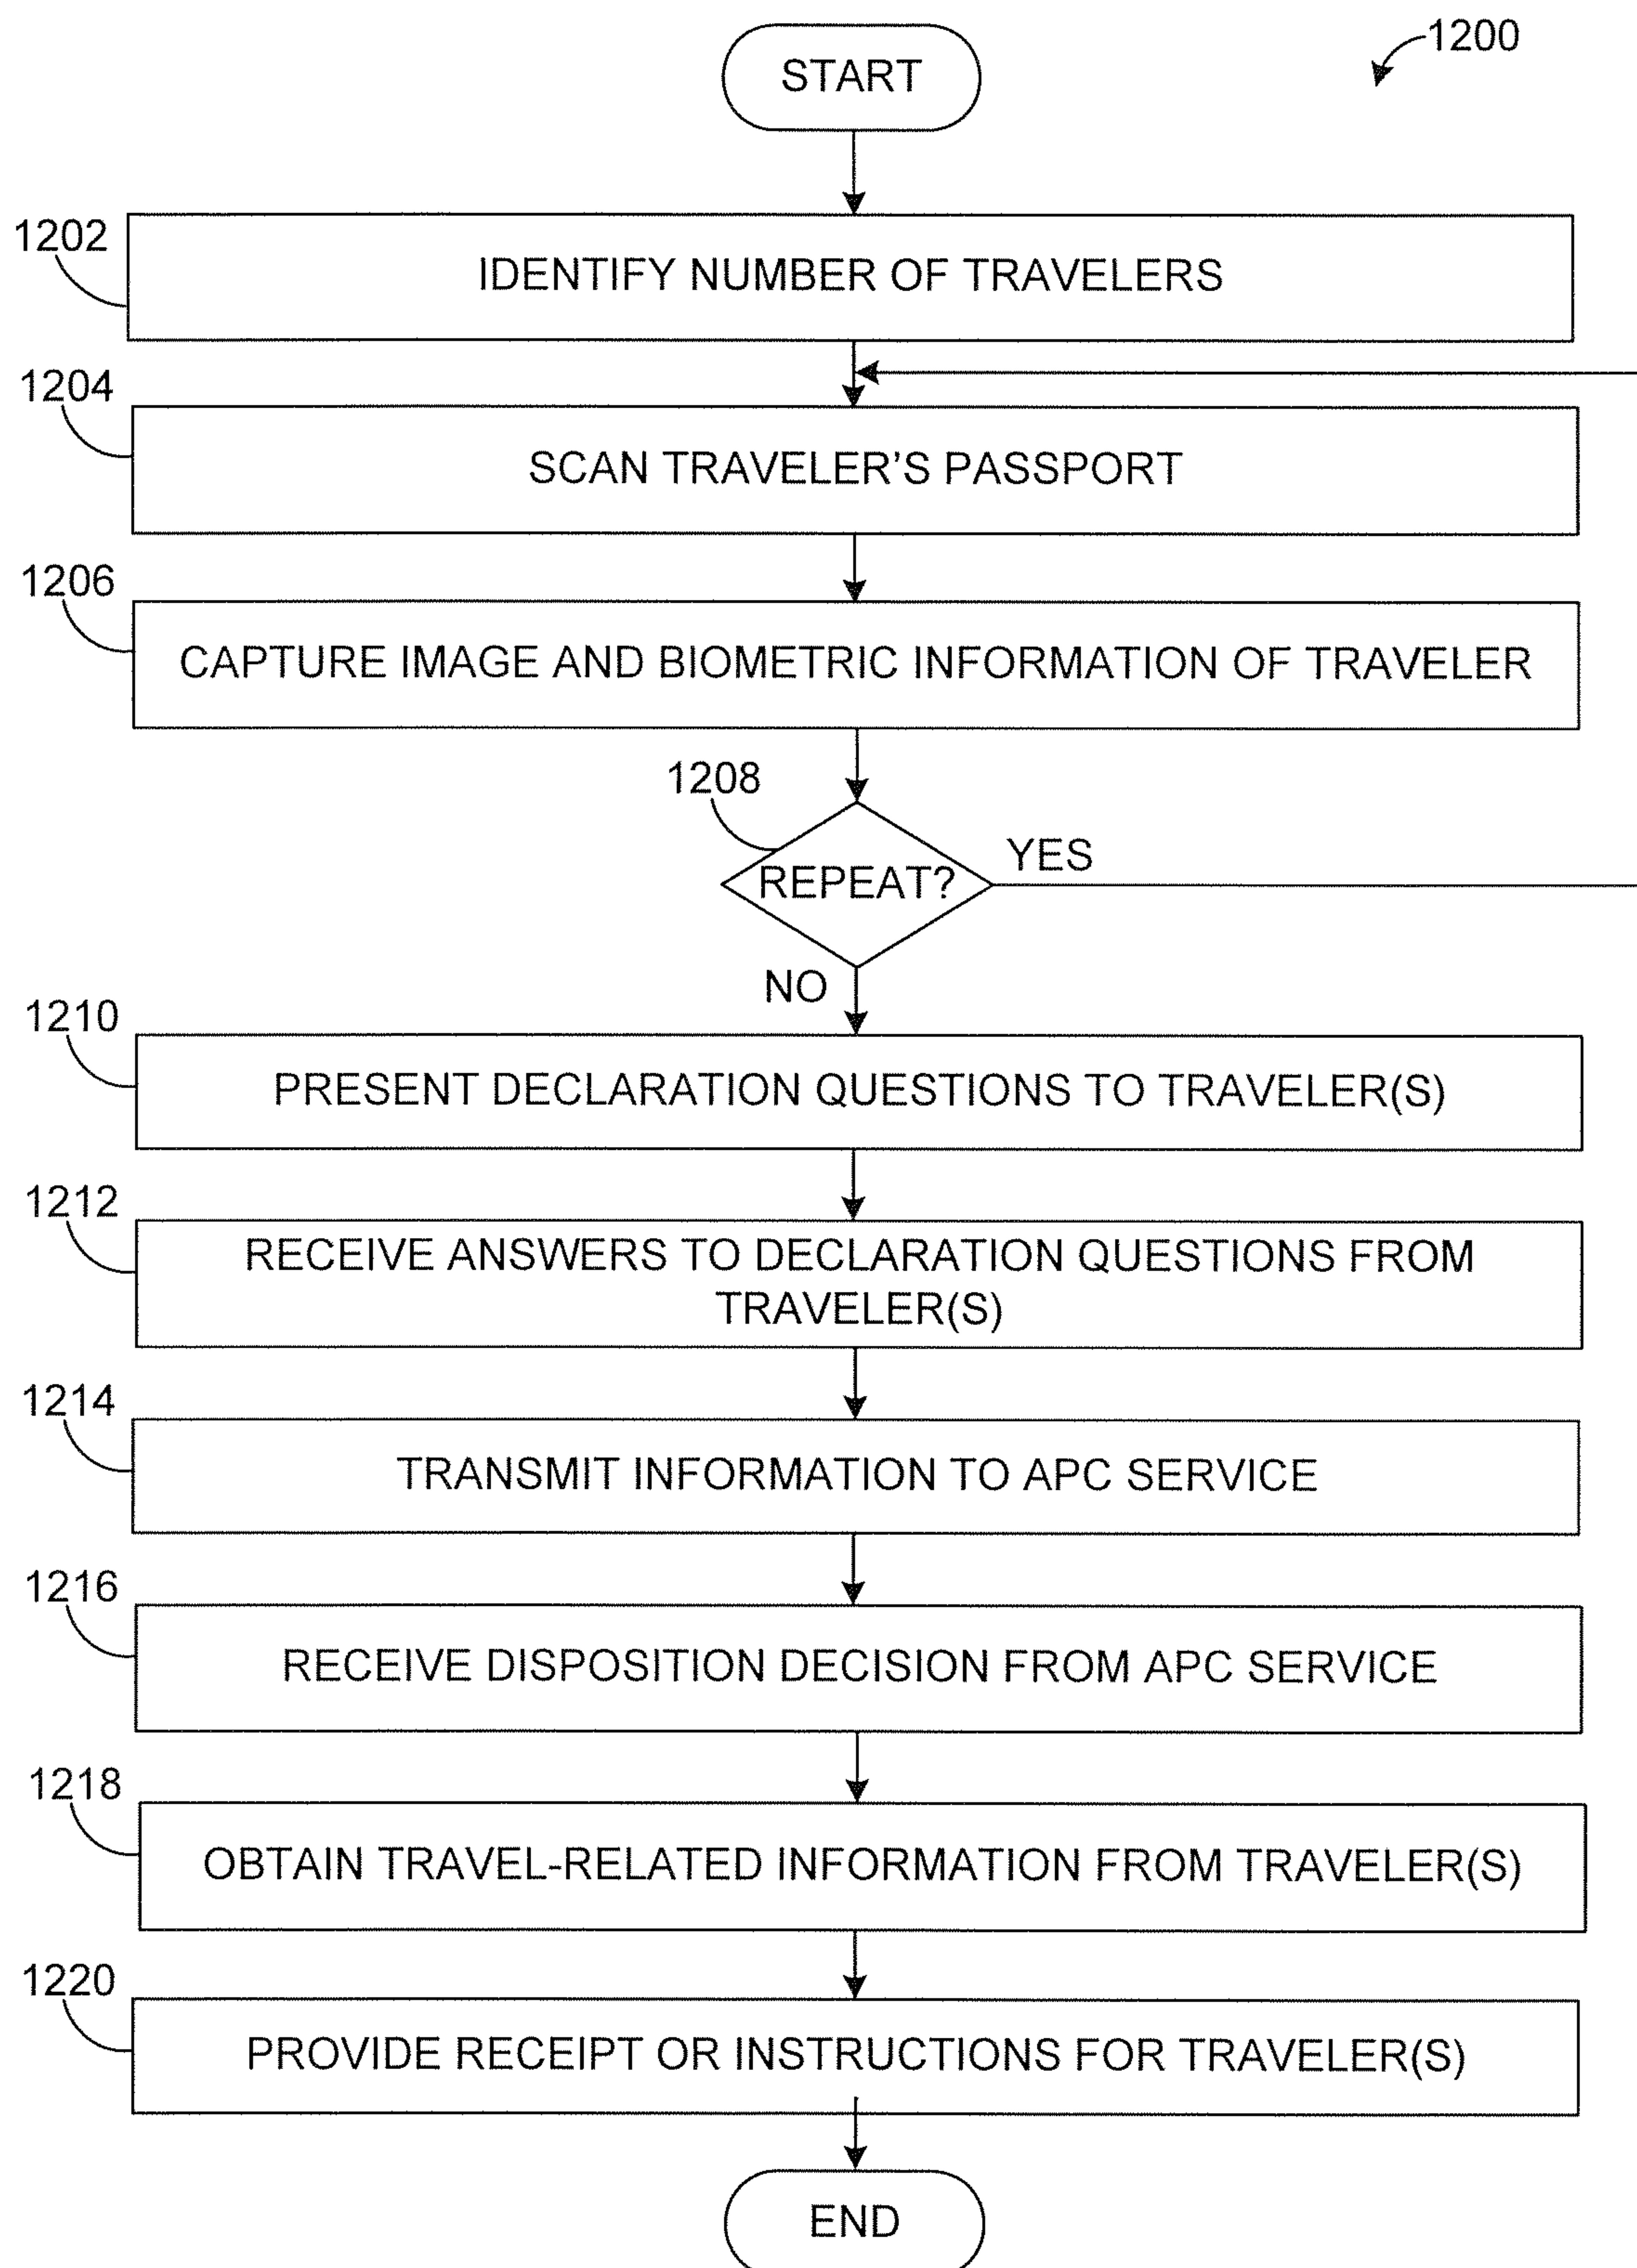 START
1200
1202
IDENTIFY NUMBER OF TRAVELERS
1204
SCAN TRAVELER'S PASSPORT
1206
CAPTURE IMAGE AND BIOMETRIC INFORMATION OF TRAVELER
1208
REPEAT?
YES
NO
1210
PRESENT DECLARATION QUESTIONS TO TRAVELER(S)
1212
RECEIVE ANSWERS TO DECLARATION QUESTIONS FROM
TRAVELER(S)
1214
TRANSMIT INFORMATION TO APC SERVICE
1216
RECEIVE DISPOSITION DECISION FROM APC SERVICE
1218
OBTAIN TRAVEL-RELATED INFORMATION FROM TRAVELER(S)
1220
PROVIDE RECEIPT OR INSTRUCTIONS FOR TRAVELER(S)
END